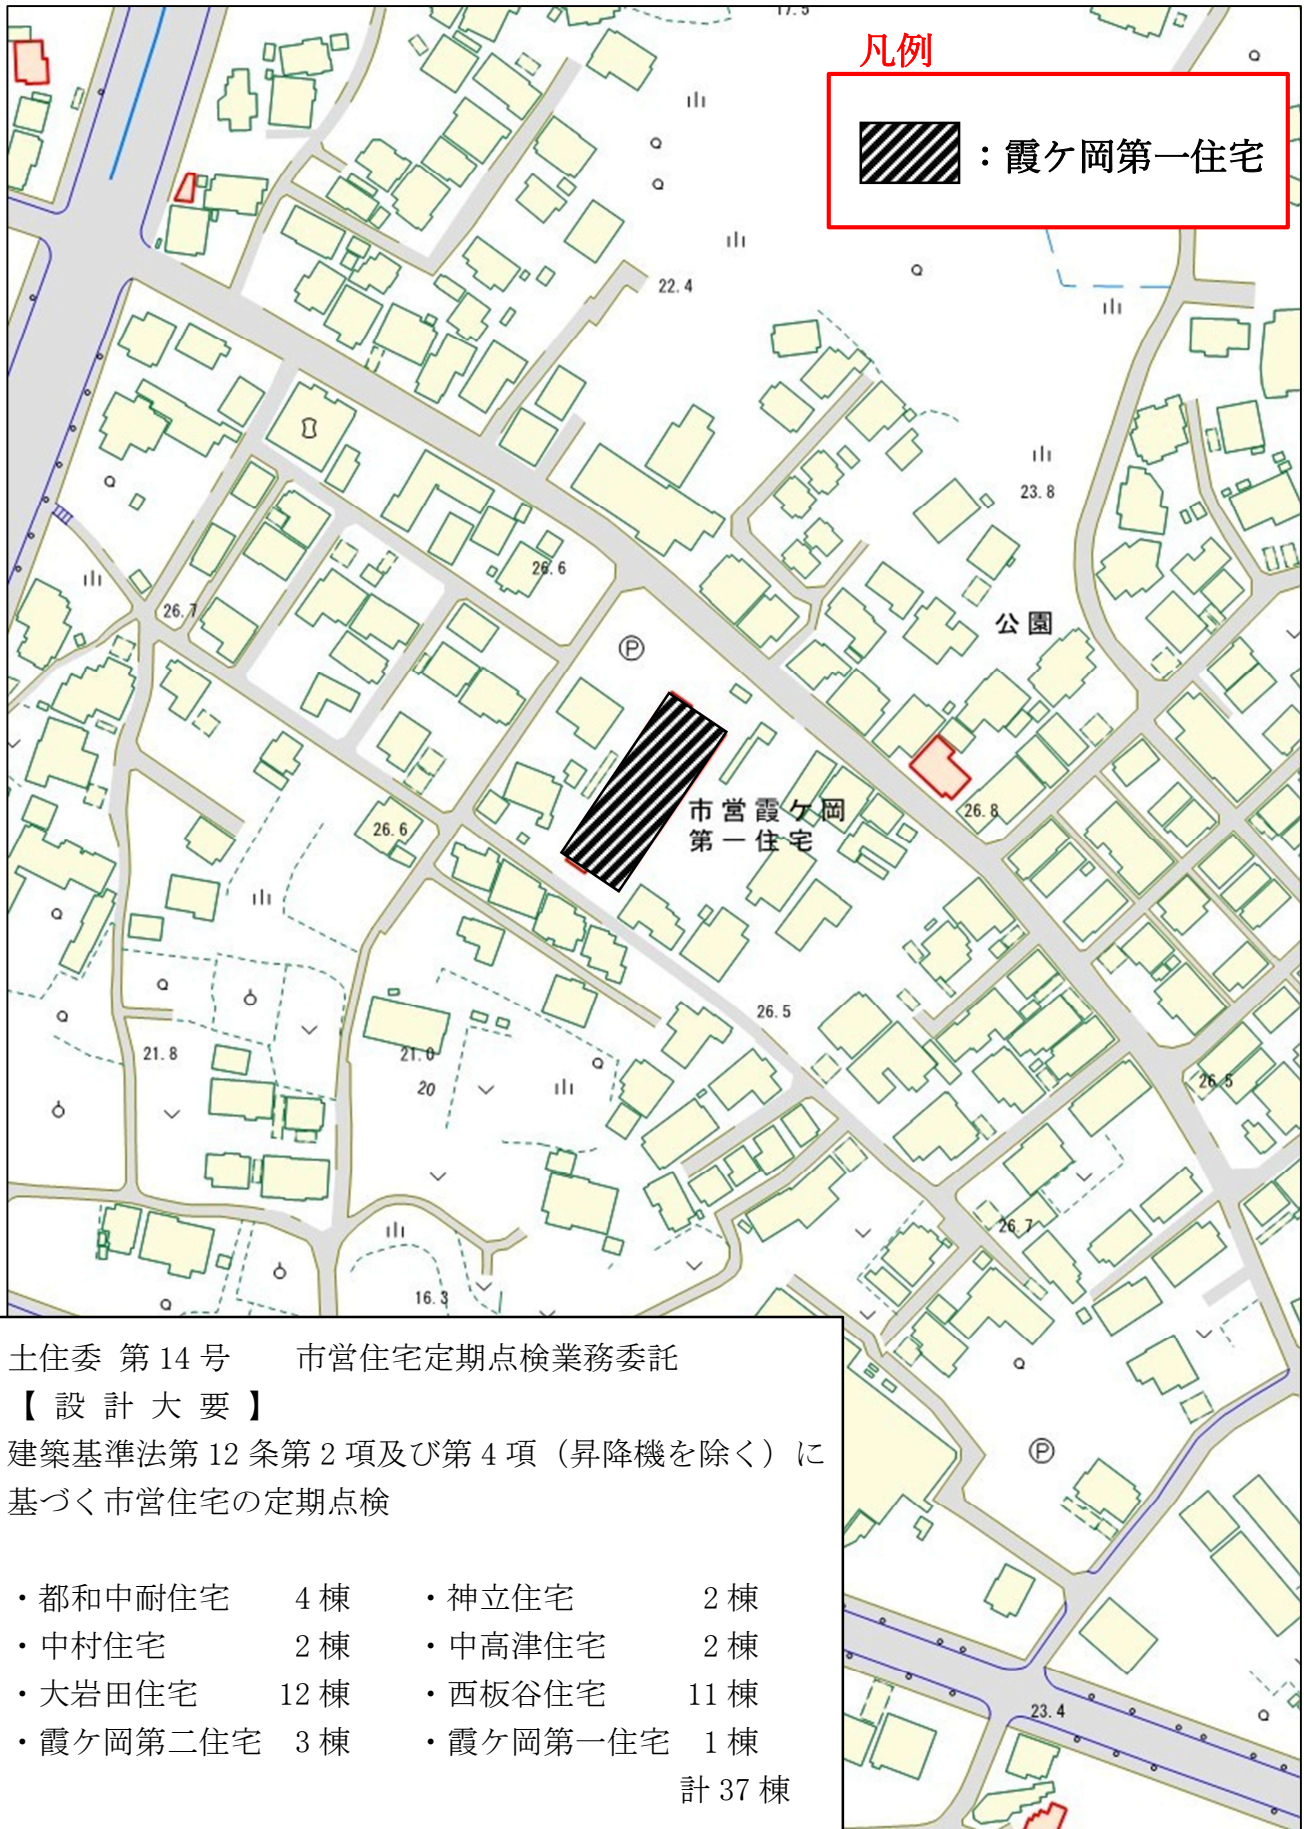 17.5
凡例
：霞ケ岡第一住宅
22.4
23.8
26.6
26.7
公園
市営霞ケ岡
第一住宅
26.8
26.6
26.5
21.8
21.0
20
26.5
26.7
16.3
23.4
土住委 第14号 市営住宅定期点検業務委託
【 設 計 大 要 】
建築基準法第12条第2項及び第4項（昇降機を除く）に
基づく市営住宅の定期点検
・都和中耐住宅 4棟 ・神立住宅 2棟
・中村住宅 2棟 ・中高津住宅 2棟
・大岩田住宅 12棟 ・西板谷住宅 11棟
・霞ケ岡第二住宅 3棟 ・霞ケ岡第一住宅 1棟
計37棟
P
P